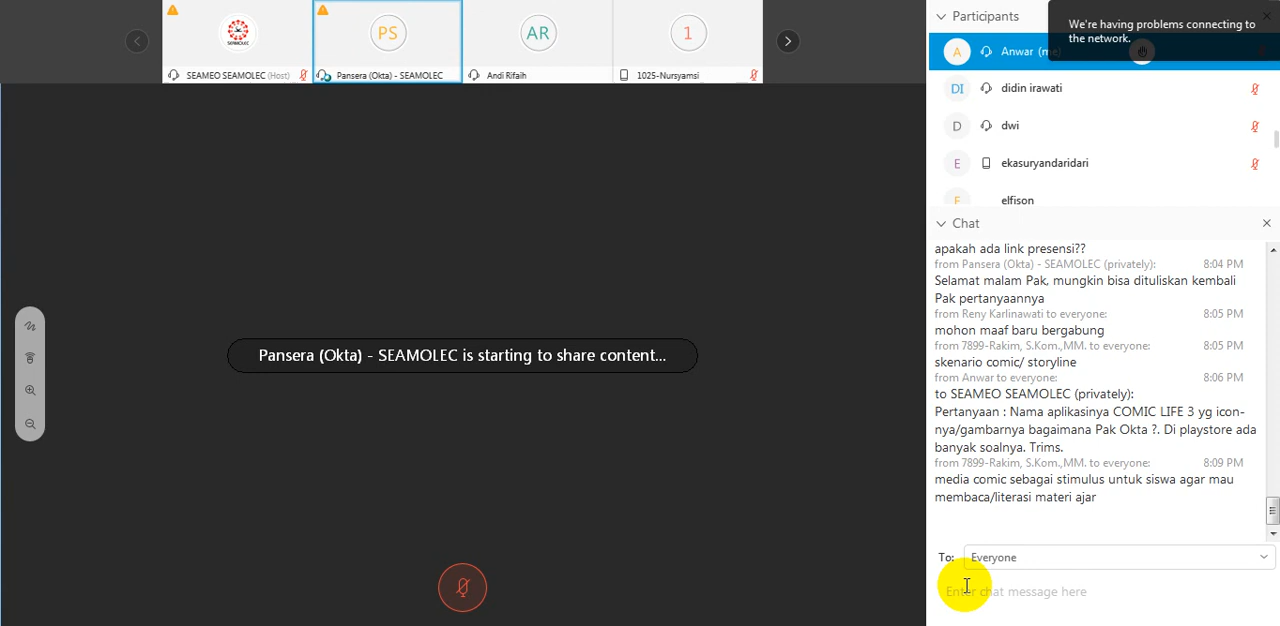 SEAMOLEC
PS
AR
1
SEAMEO SEAMOLEC (Host)
Pansera (Okta) - SEAMOLEC
Andi Rifaih
1025-Nursyamsi
Participants
We're having problems connecting to
the network.
A
Anwar (me)
DI
didin irawati
D
dwi
E
ekasuryandaridari
E
elfison
Pansera (Okta) - SEAMOLEC is starting to share content...
Chat
apakah ada link presensi??
from Pansera (Okta) - SEAMOLEC (privately): 8:04 PM
Selamat malam Pak, mungkin bisa dituliskan kembali
Pak pertanyaannya
from Reny Karlinawati to everyone: 8:05 PM
mohon maaf baru bergabung
from 7899-Rakim, S.Kom.,MM. to everyone: 8:05 PM
skenario comic/ storyline
from Anwar to everyone: 8:06 PM
to SEAMEO SEAMOLEC (privately):
Pertanyaan : Nama aplikasinya COMIC LIFE 3 yg icon-
nya/gambarnya bagaimana Pak Okta ?. Di playstore ada
banyak soalnya. Trims.
from 7899-Rakim, S.Kom.,MM. to everyone: 8:09 PM
media comic sebagai stimulus untuk siswa agar mau
membaca/literasi materi ajar
To: Everyone
Enter chat message here